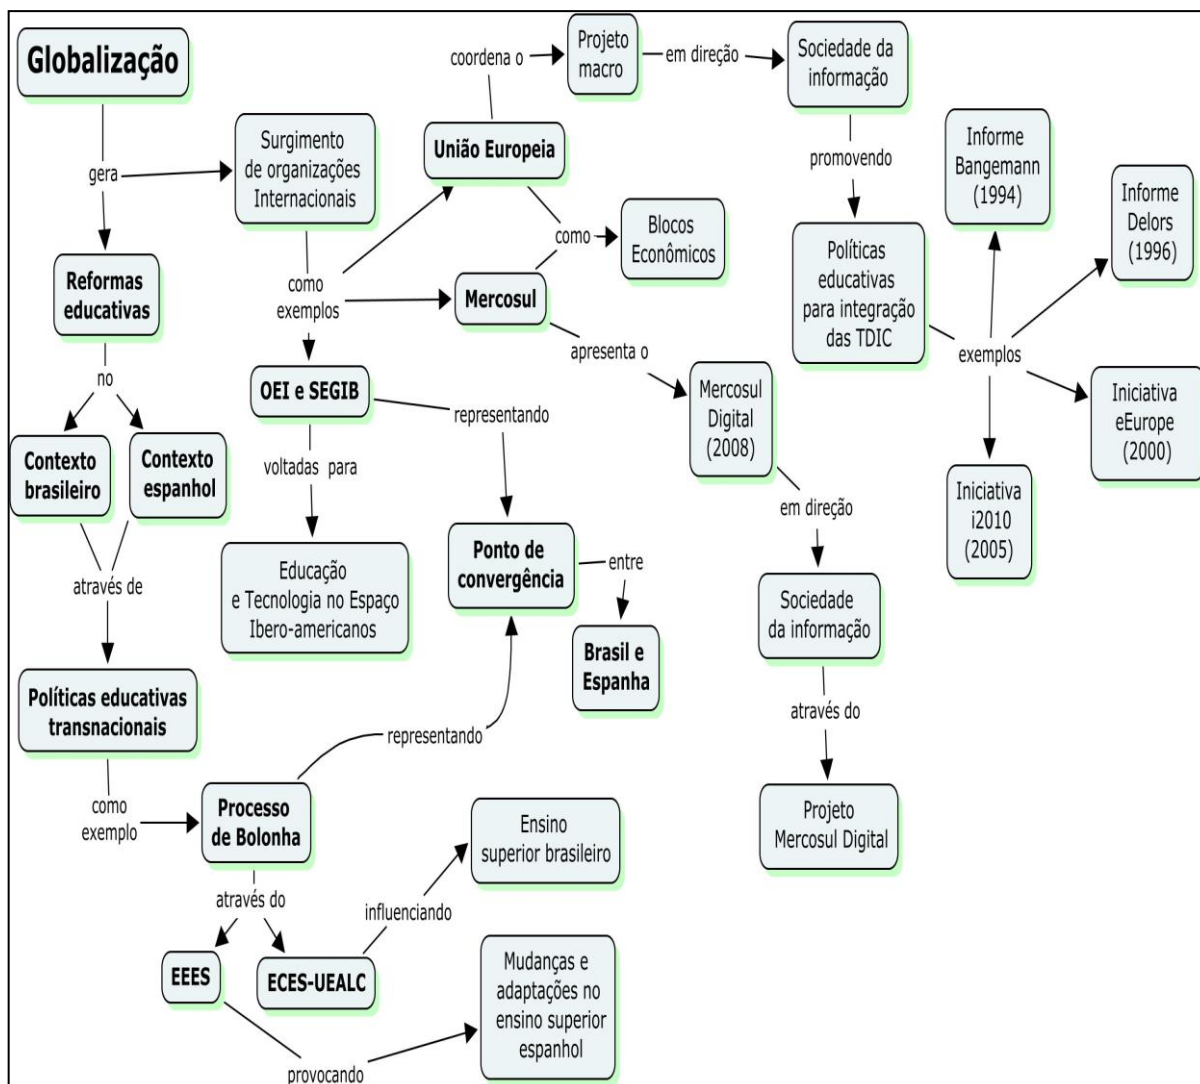 Globalização
gera
Surgimento
de organizações
Internacionais
Reformas
educativas
no
Contexto
brasileiro
Contexto
espanhol
através de
Políticas educativas
transnacionais
como
exemplo
Processo
de Bolonha
através do
EEES
ECES-UEALC
influenciando
Ensino
superior brasileiro
provocando
Mudanças e
adaptações no
ensino superior
espanhol
representando
como
exemplos
OEI e SEGIB
voltadas para
Educação
e Tecnologia no Espaço
Ibero-americanos
representando
Ponto de
convergência
entre
Brasil e
Espanha
União Europeia
coordena o
Projeto
macro
em direção
Sociedade da
informação
promovendo
Políticas
educativas
para integração
das TDIC
exemplos
Informe
Bangemann
(1994)
Informe
Delors
(1996)
Iniciativa
eEurope
(2000)
Iniciativa
i2010
(2005)
como
Blocos
Econômicos
Mercosul
apresenta o
Mercosul
Digital
(2008)
em direção
Sociedade
da informação
através do
Projeto
Mercosul Digital